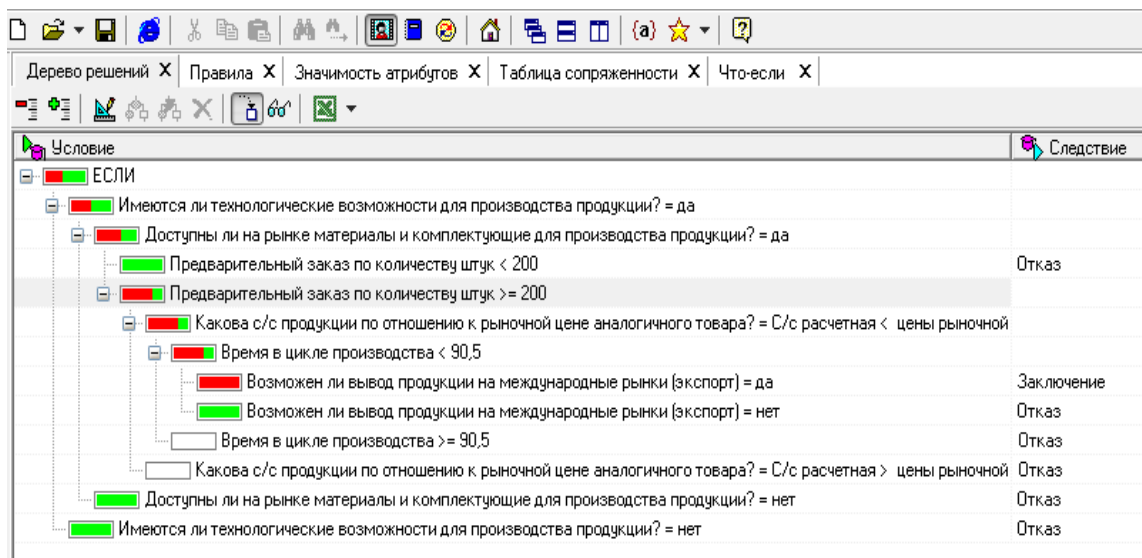 {a}
Дерево решений X Правила X Значимость атрибутов X Таблица сопряженности X Что-если X
Условие Следствие
ЕСЛИ
Имеются ли технологические возможности для производства продукции? = да
Доступны ли на рынке материалы и комплектующие для производства продукции? = да
Предварительный заказ по количеству штук < 200 Отказ
Предварительный заказ по количеству штук >= 200
Какова с/с продукции по отношению к рыночной цене аналогичного товара? = С/с расчетная < цены рыночной
Время в цикле производства < 90,5
Возможен ли вывод продукции на международные рынки (экспорт) = да Заключение
Возможен ли вывод продукции на международные рынки (экспорт) = нет Отказ
Время в цикле производства >= 90,5 Отказ
Какова с/с продукции по отношению к рыночной цене аналогичного товара? = С/с расчетная > цены рыночной Отказ
Доступны ли на рынке материалы и комплектующие для производства продукции? = нет Отказ
Имеются ли технологические возможности для производства продукции? = нет Отказ